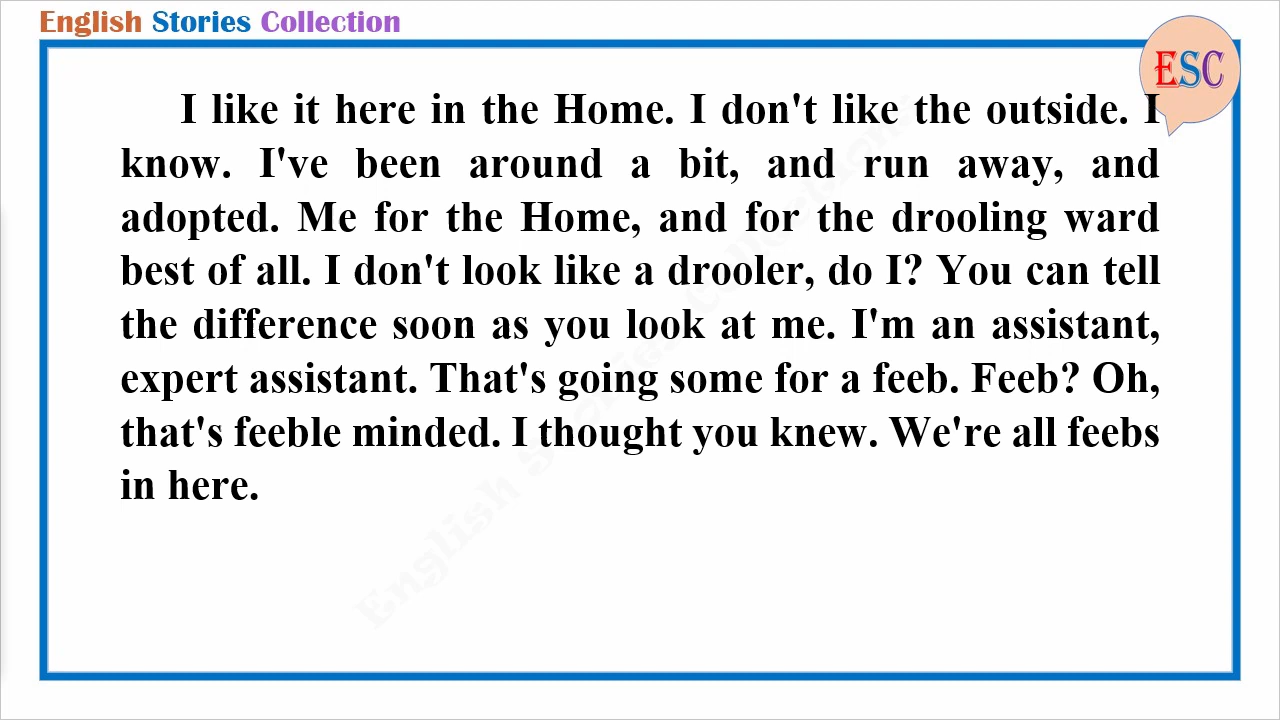 English Stories Collection
ESC
I like it here in the Home. I don't like the outside. I
know. I've been around a bit, and run away, and
adopted. Me for the Home, and for the drooling ward
best of all. I don't look like a drooler, do I? You can tell
the difference soon as you look at me. I'm an assistant,
expert assistant. That's going some for a feeb. Feeb? Oh,
that's feeble minded. I thought you knew. We're all feebs
in here.
English Stories Collection